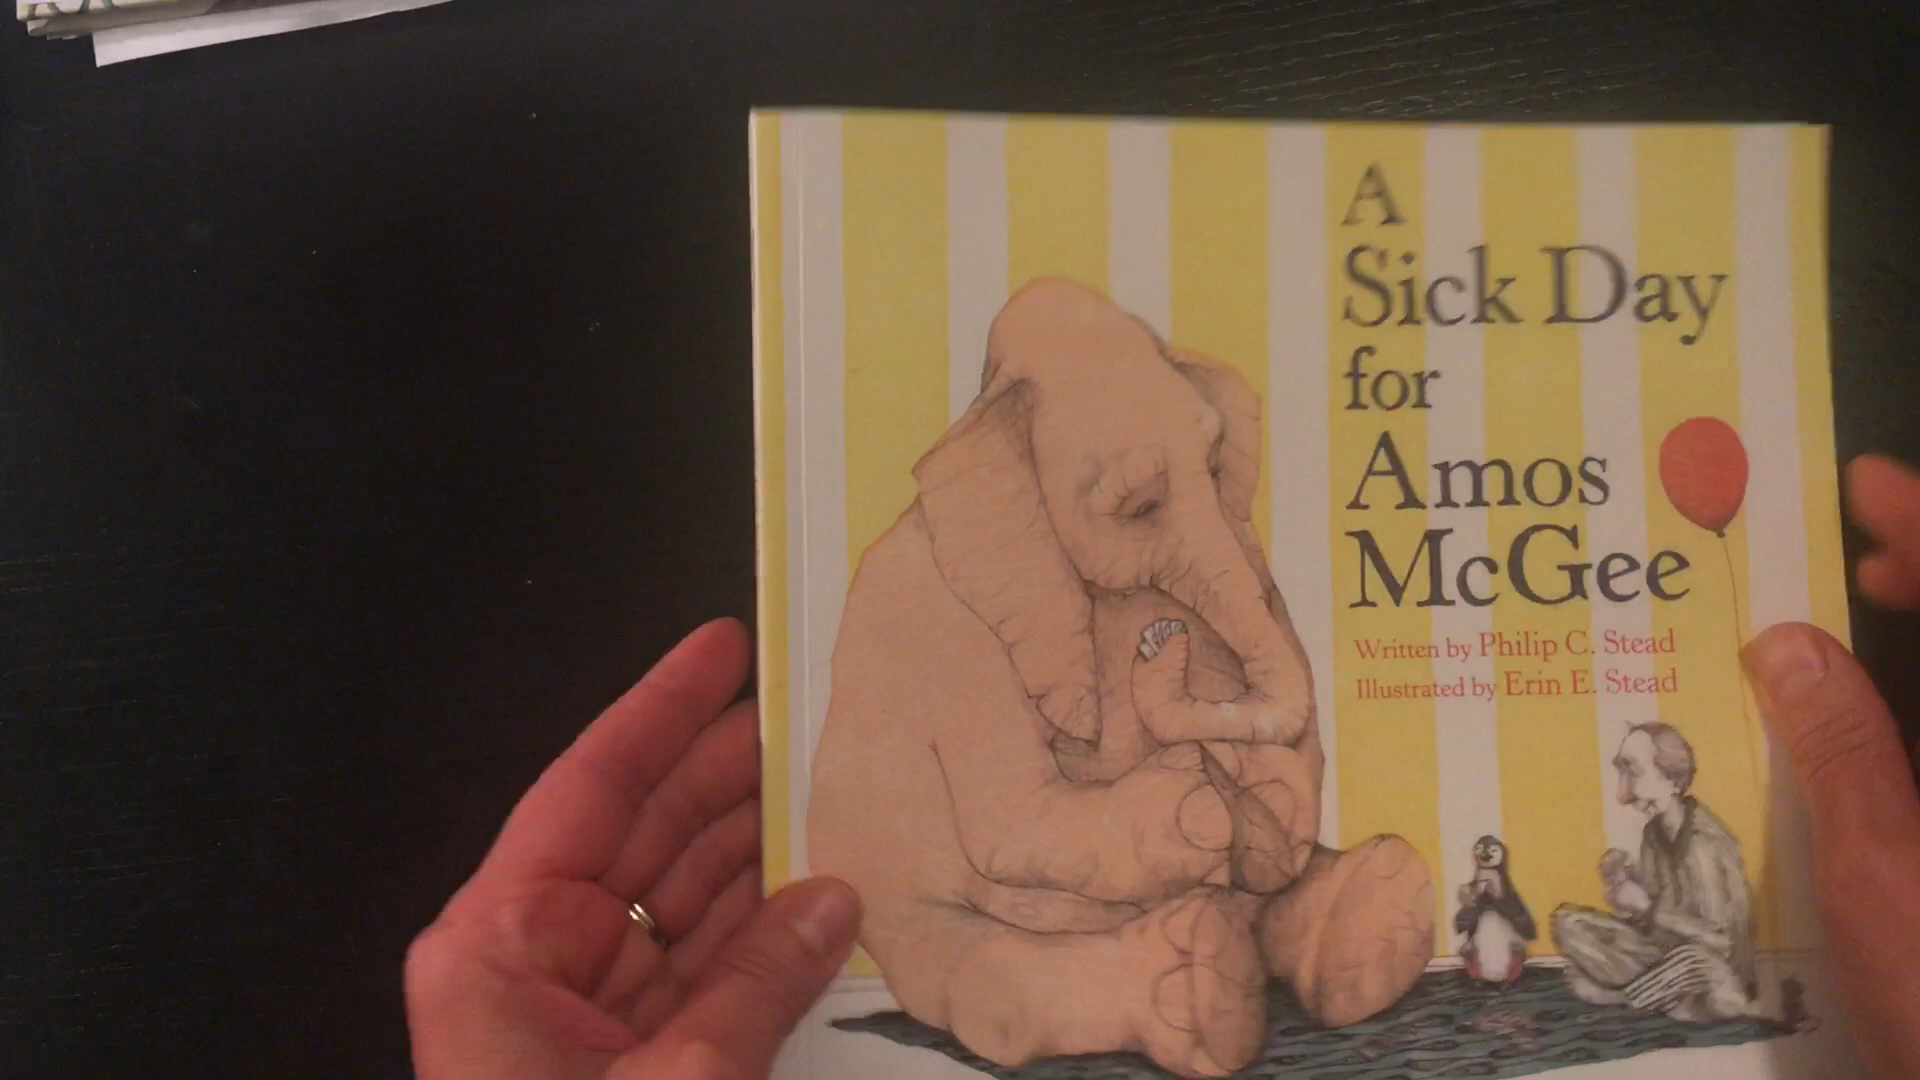 A
Sick Day
for
Amos
McGee
Written by Philip C. Stead
Illustrated by Erin E. Stead